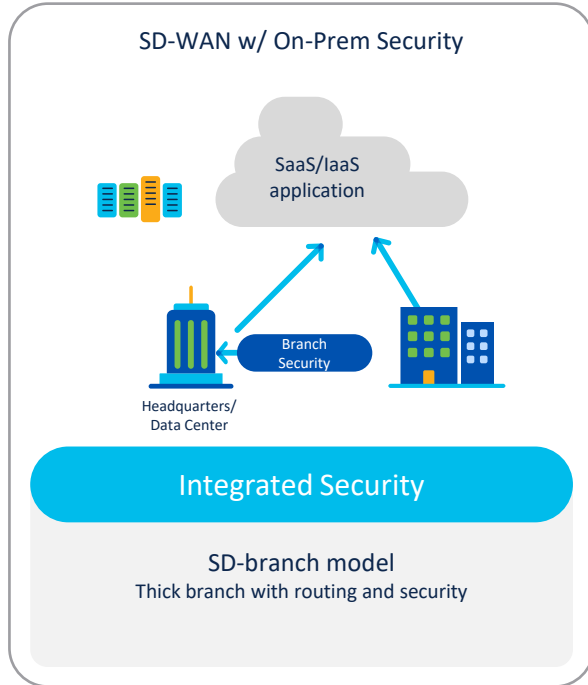 SD-WAN w/ On-Prem Security
SaaS/IaaS
application
Branch
Security
Headquarters/
Data Center
Integrated Security
SD-branch model
Thick branch with routing and security